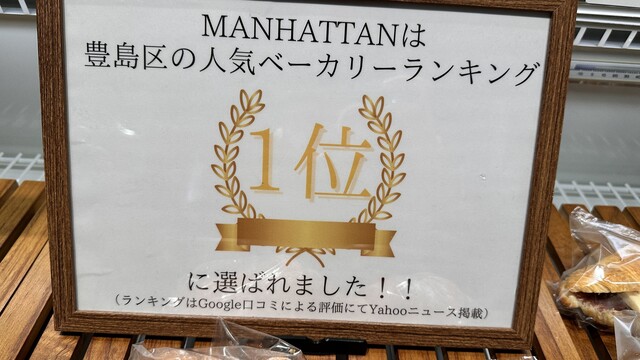 MANHATTANは
豊島区の人気ベーカリーランキング
1位
に選ばれました！！
（ランキングはGoogle口コミによる評価にてYahooニュース掲載）